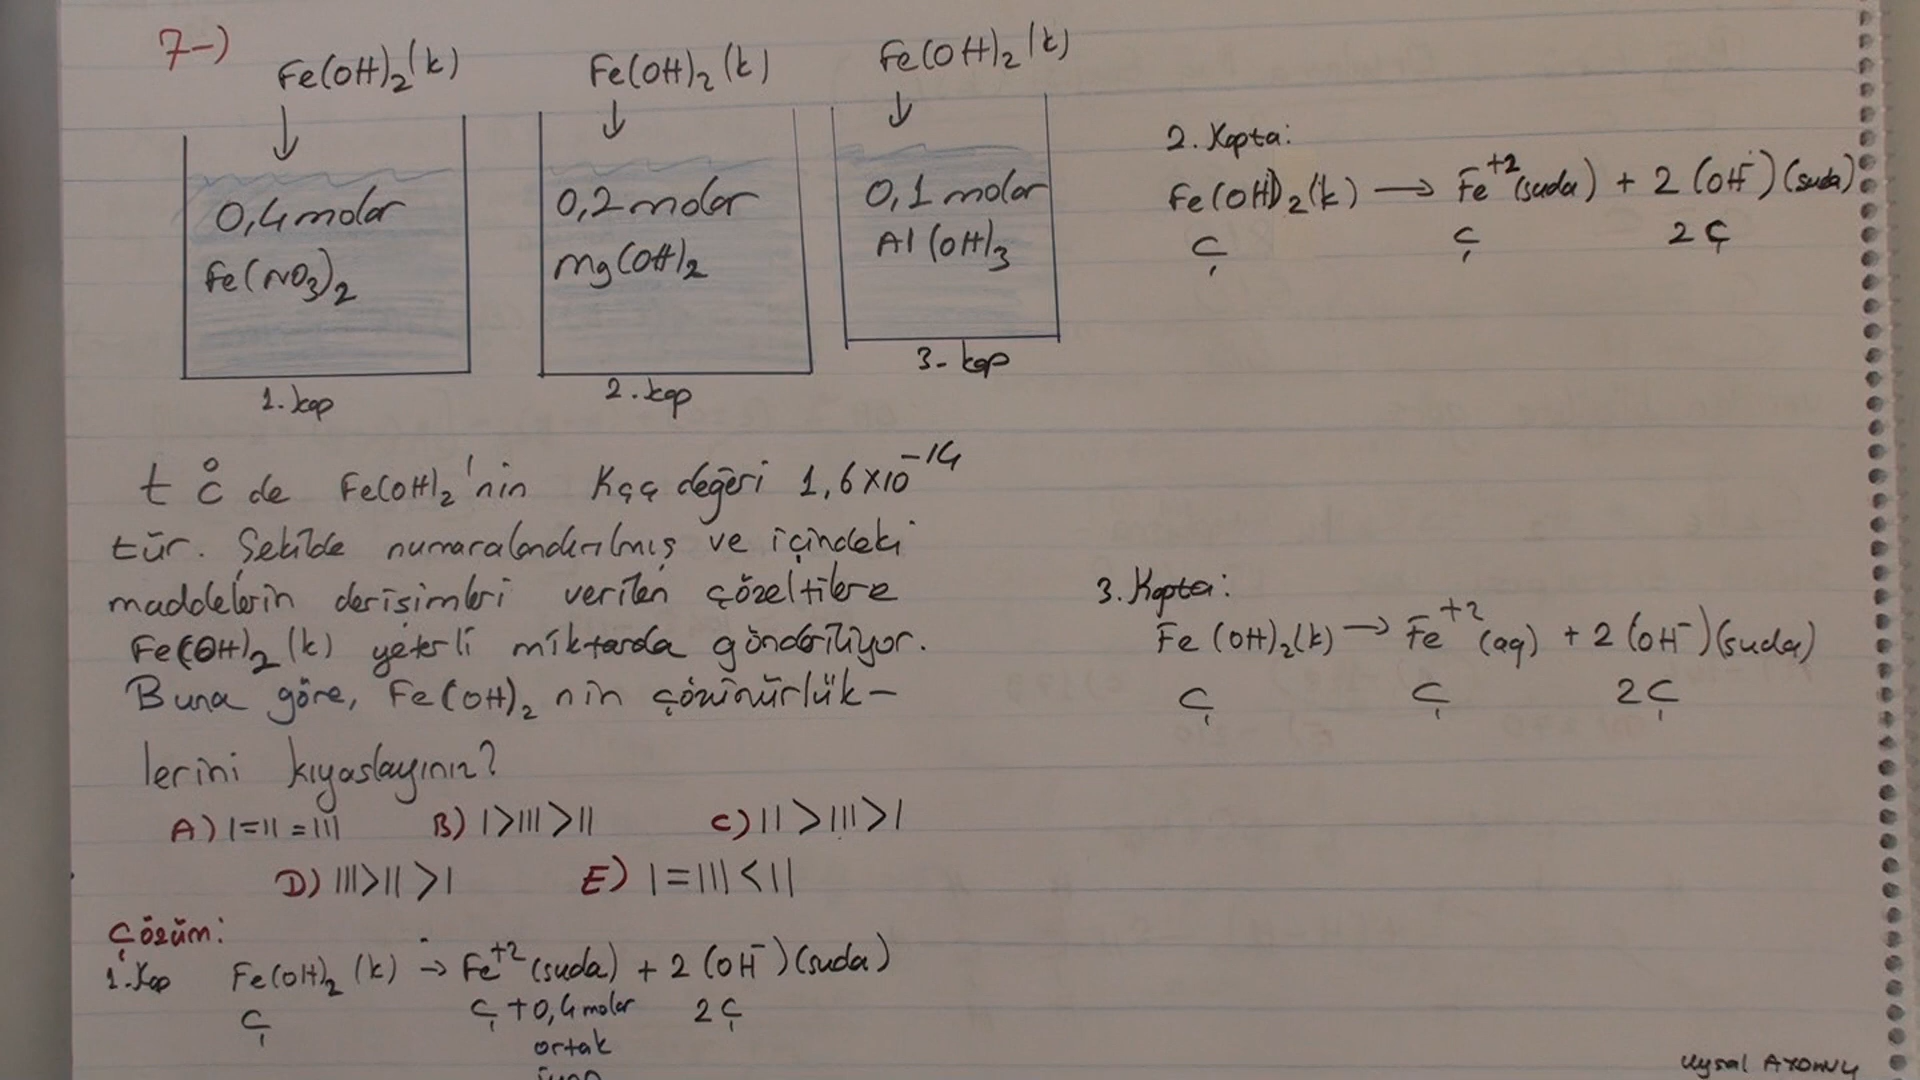 7-)
Fe(OH)₂(k)
Fe(OH)₂(k)
Fe(OH)₂(k)
0,4 molar
Fe(NO₃)₂
1. kap
0,2 molar
Mg(OH)₂
2. kap
0,1 molar
Al(OH)₃
3- kap
t °C de Fe(OH)₂'nin Kçç değeri 1,6x10⁻¹⁴
tür. Şekilde numaralandırılmış ve içindeki
maddelerin derişimleri verilen çözeltilere
Fe(OH)₂(k) yeterli miktarda gönderiliyor.
Buna göre, Fe(OH)₂ nin çözünürlük-
lerini kıyaslayınız?
A) I=II=III B) I>III>II C) II>III>I
D) III>II>I E) I=III<II
Çözüm:
1. Kap Fe(OH)₂(k) → Fe⁺²(suda) + 2(OH⁻)(suda)
Ç Ç+0,4 molar 2Ç
ortak
2. Kapta:
Fe(OH)₂(k) → Fe⁺²(suda) + 2(OH⁻)(suda)
Ç Ç 2Ç
3. Kapta:
Fe(OH)₂(k) → Fe⁺²(aq) + 2(OH⁻)(suda)
Ç Ç 2Ç